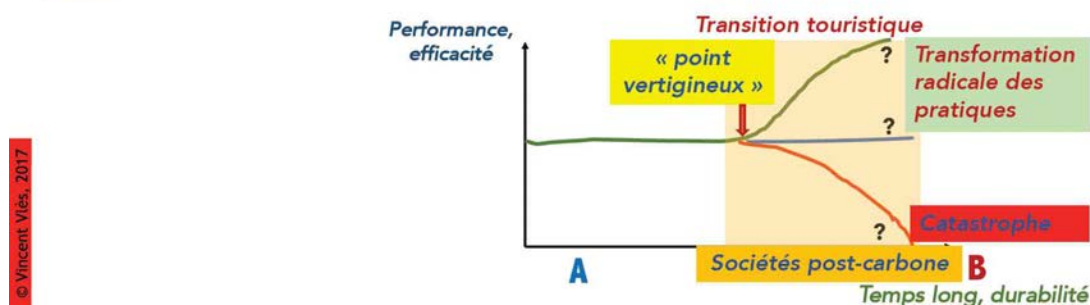 Performance,
efficacité
Transition touristique
« point
vertigineux »
?
Transformation
radicale des
pratiques
?
© Vincent Vlès, 2017
?
Catastrophe
A
Sociétés post-carbone
B
Temps long, durabilité